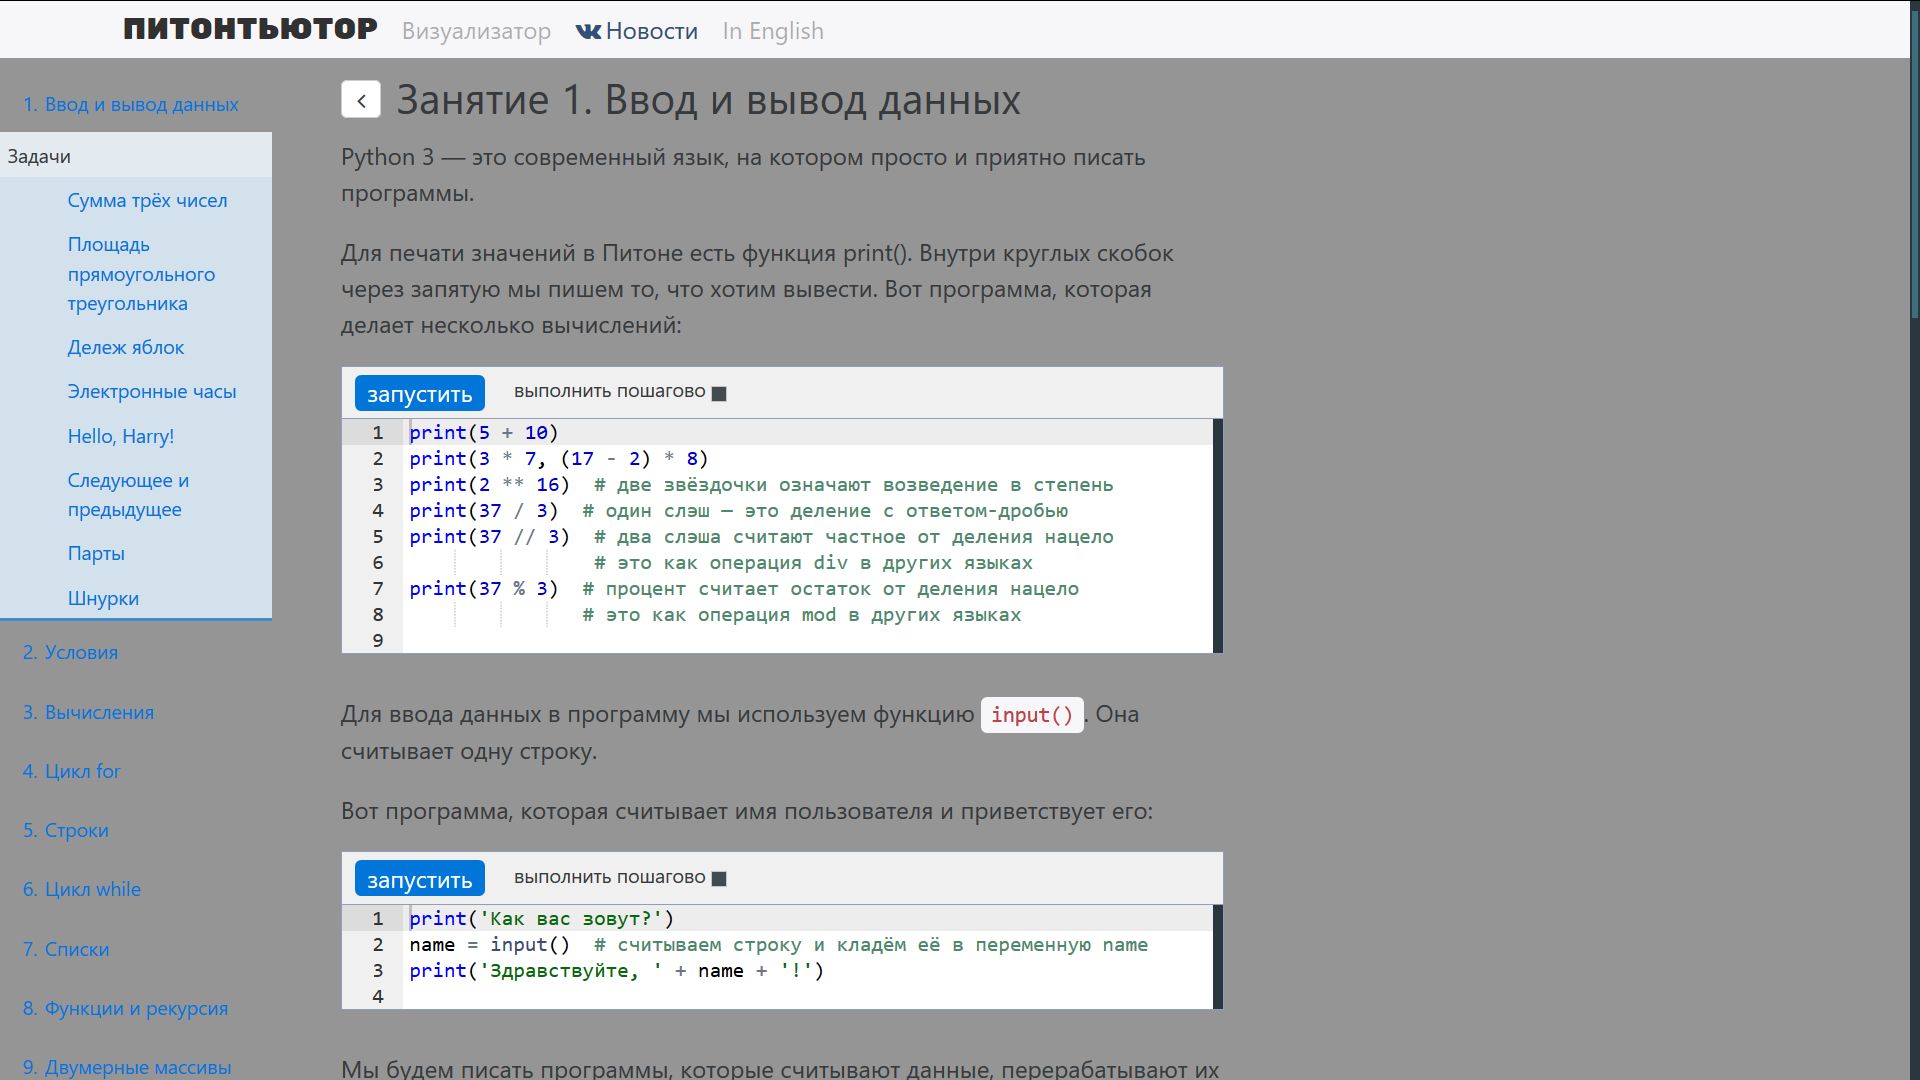 ПИТОНТЬЮТОР Визуализатор Новости In English
1. Ввод и вывод данных
Задачи
Сумма трёх чисел
Площадь
прямоугольного
треугольника
Дележ яблок
Электронные часы
Hello, Harry!
Следующее и
предыдущее
Парты
Шнурки
2. Условия
3. Вычисления
4. Цикл for
5. Строки
6. Цикл while
7. Списки
8. Функции и рекурсия
9. Двумерные массивы
Занятие 1. Ввод и вывод данных
Python 3 — это современный язык, на котором просто и приятно писать
программы.
Для печати значений в Питоне есть функция print(). Внутри круглых скобок
через запятую мы пишем то, что хотим вывести. Вот программа, которая
делает несколько вычислений:
запустить выполнить пошагово
1 print(5 + 10)
2 print(3 * 7, (17 - 2) * 8)
3 print(2 ** 16)  # две звёздочки означают возведение в степень
4 print(37 / 3)  # один слэш — это деление с ответом-дробью
5 print(37 // 3)  # два слэша считают частное от деления нацело
6 # это как операция div в других языках
7 print(37 % 3)  # процент считает остаток от деления нацело
8 # это как операция mod в других языках
9
Для ввода данных в программу мы используем функцию input(). Она
считывает одну строку.
Вот программа, которая считывает имя пользователя и приветствует его:
запустить выполнить пошагово
1 print('Как вас зовут?')
2 name = input()  # считываем строку и кладём её в переменную name
3 print('Здравствуйте, ' + name + '!')
4
Мы будем писать программы, которые считывают данные, перерабатывают их